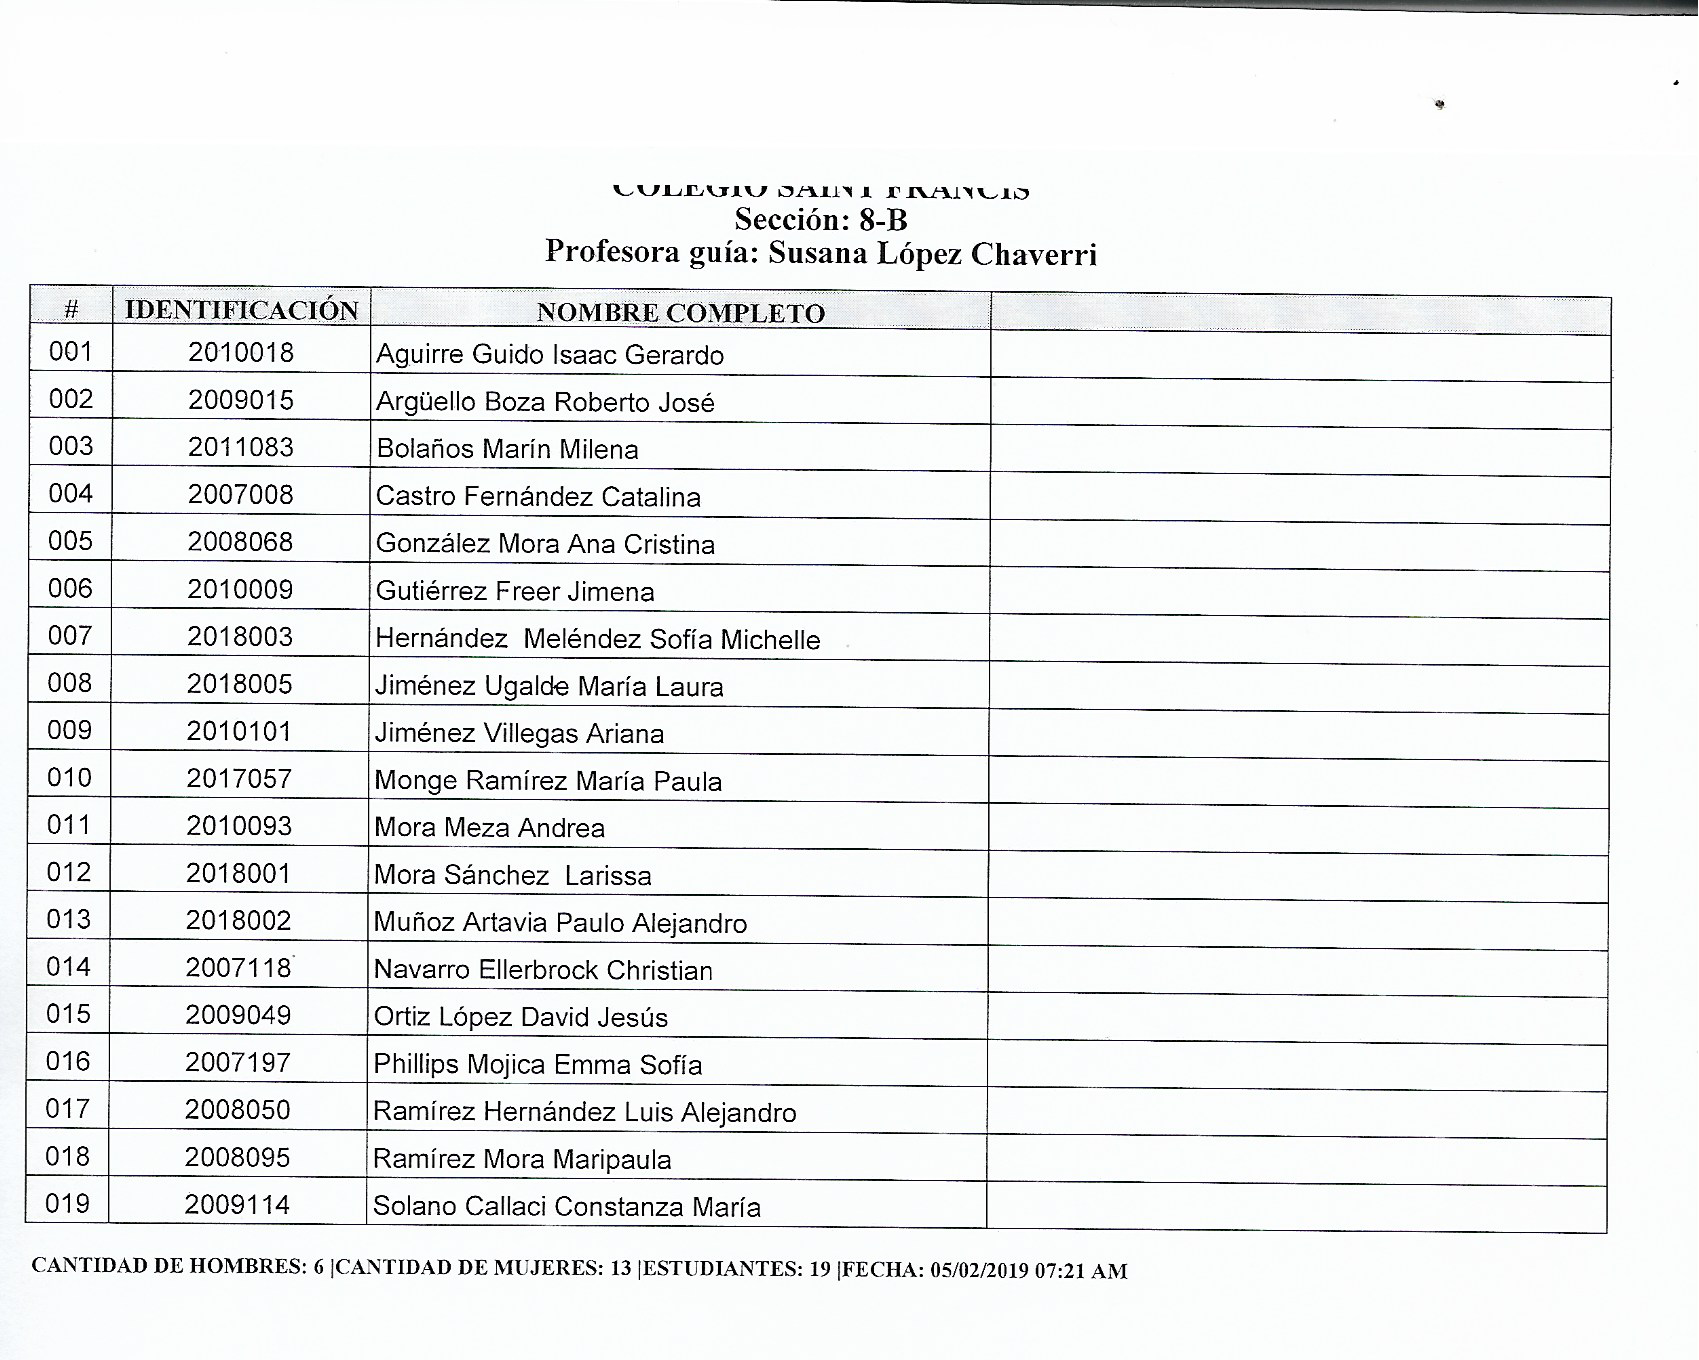 COLEGIO SAINT FRANCIS
Sección: 8-B
Profesora guía: Susana López Chaverri
# IDENTIFICACIÓN NOMBRE COMPLETO
001 2010018 Aguirre Guido Isaac Gerardo
002 2009015 Argüello Boza Roberto José
003 2011083 Bolaños Marín Milena
004 2007008 Castro Fernández Catalina
005 2008068 González Mora Ana Cristina
006 2010009 Gutiérrez Freer Jimena
007 2018003 Hernández  Meléndez Sofía Michelle
008 2018005 Jiménez Ugalde María Laura
009 2010101 Jiménez Villegas Ariana
010 2017057 Monge Ramírez María Paula
011 2010093 Mora Meza Andrea
012 2018001 Mora Sánchez  Larissa
013 2018002 Muñoz Artavia Paulo Alejandro
014 2007118 Navarro Ellerbrock Christian
015 2009049 Ortiz López David Jesús
016 2007197 Phillips Mojica Emma Sofía
017 2008050 Ramírez Hernández Luis Alejandro
018 2008095 Ramírez Mora Maripaula
019 2009114 Solano Callaci Constanza María
CANTIDAD DE HOMBRES: 6 |CANTIDAD DE MUJERES: 13 |ESTUDIANTES: 19 |FECHA: 05/02/2019 07:21 AM